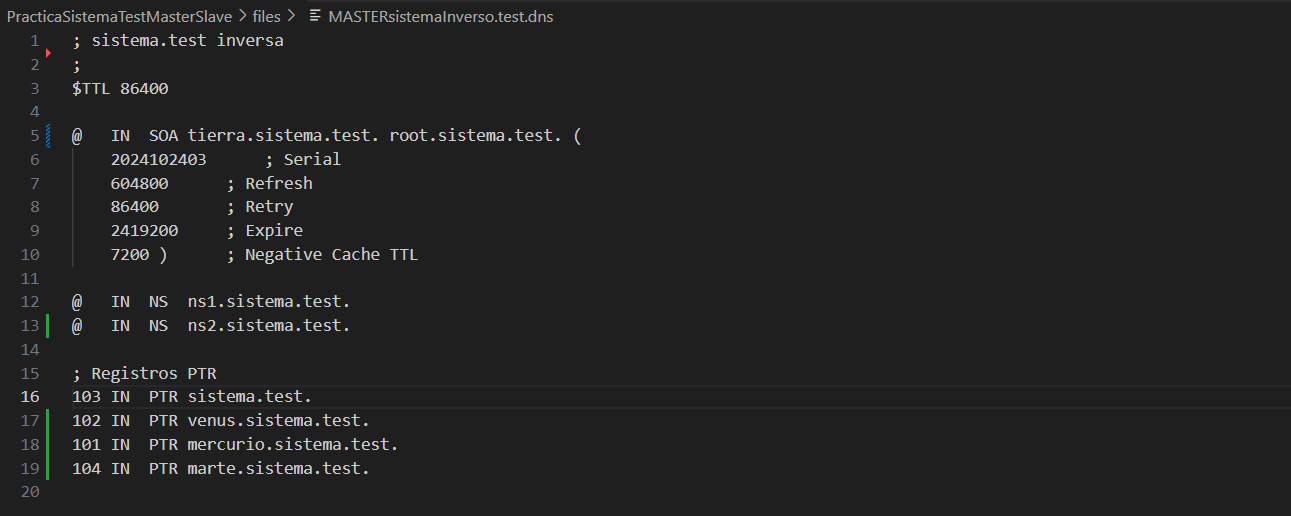 PracticaSistemaTestMasterSlave > files > MASTERsistemaInverso.test.dns
1 ; sistema.test inversa
2 ;
3 $TTL 86400
4
5 @ IN SOA tierra.sistema.test. root.sistema.test. (
6 2024102403 ; Serial
7 604800 ; Refresh
8 86400 ; Retry
9 2419200 ; Expire
10 7200 ) ; Negative Cache TTL
11
12 @ IN NS ns1.sistema.test.
13 @ IN NS ns2.sistema.test.
14
15 ; Registros PTR
16 103 IN PTR sistema.test.
17 102 IN PTR venus.sistema.test.
18 101 IN PTR mercurio.sistema.test.
19 104 IN PTR marte.sistema.test.
20